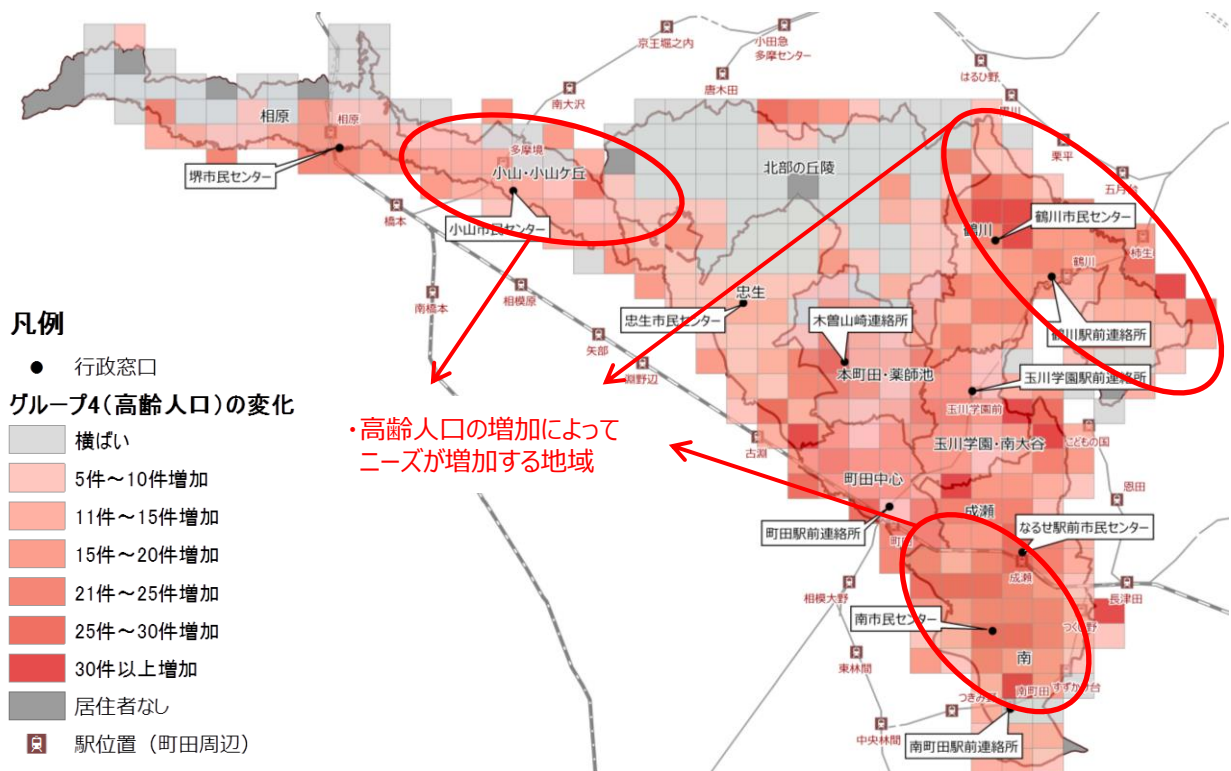 京王堀之内
小田急
多摩センター
はるひ野
唐木田
南大沢
黒川
栗平
五月台
相原
相原
多摩境
北部の丘陵
堺市民センター
小山・小山ケ丘
橋本
小山市民センター
鶴川市民センター
鶴川
柿生
鶴川
南橋本
相模原
忠生
忠生市民センター
木曽山崎連絡所
鶴川駅前連絡所
矢部
淵野辺
本町田・薬師池
玉川学園駅前連絡所
玉川学園前
凡例
行政窓口
グループ4(高齢人口)の変化
横ばい
5件~10件増加
11件~15件増加
15件~20件増加
21件~25件増加
25件~30件増加
30件以上増加
居住者なし
駅位置(町田周辺)
・高齢人口の増加によって
ニーズが増加する地域
古淵
玉川学園・南大谷
こどもの国
町田中心
恩田
成瀬
町田駅前連絡所
町田
なるせ駅前市民センター
成瀬
相模大野
長津田
南市民センター
つくし野
東林間
南
すずかけ台
つきみ野
南町田
中央林間
南町田駅前連絡所